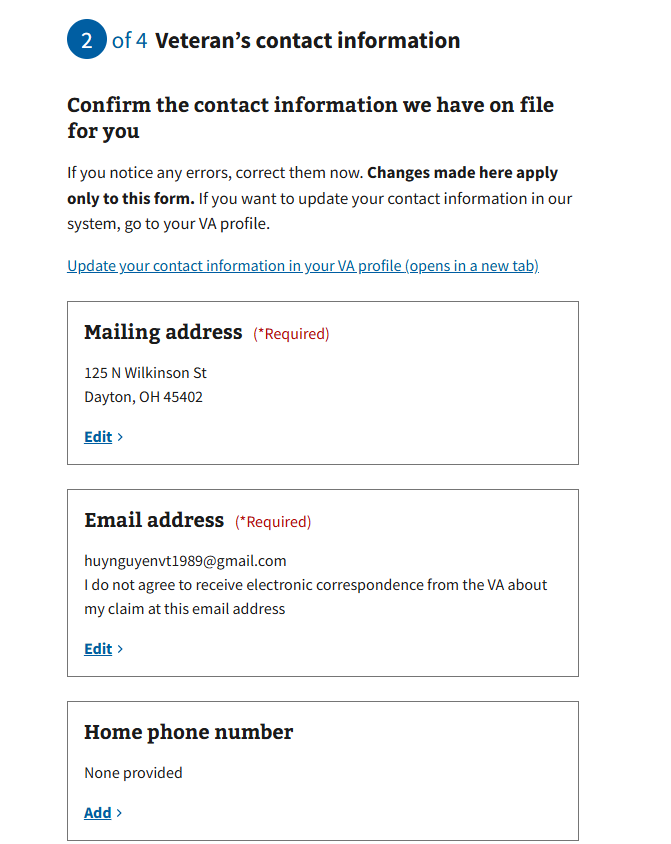 2 of 4 Veteran’s contact information
Confirm the contact information we have on file
for you
If you notice any errors, correct them now. Changes made here apply
only to this form. If you want to update your contact information in our
system, go to your VA profile.
Update your contact information in your VA profile (opens in a new tab)
Mailing address (*Required)
125 N Wilkinson St
Dayton, OH 45402
Edit >
Email address (*Required)
huynguyenvt1989@gmail.com
I do not agree to receive electronic correspondence from the VA about
my claim at this email address
Edit >
Home phone number
None provided
Add >